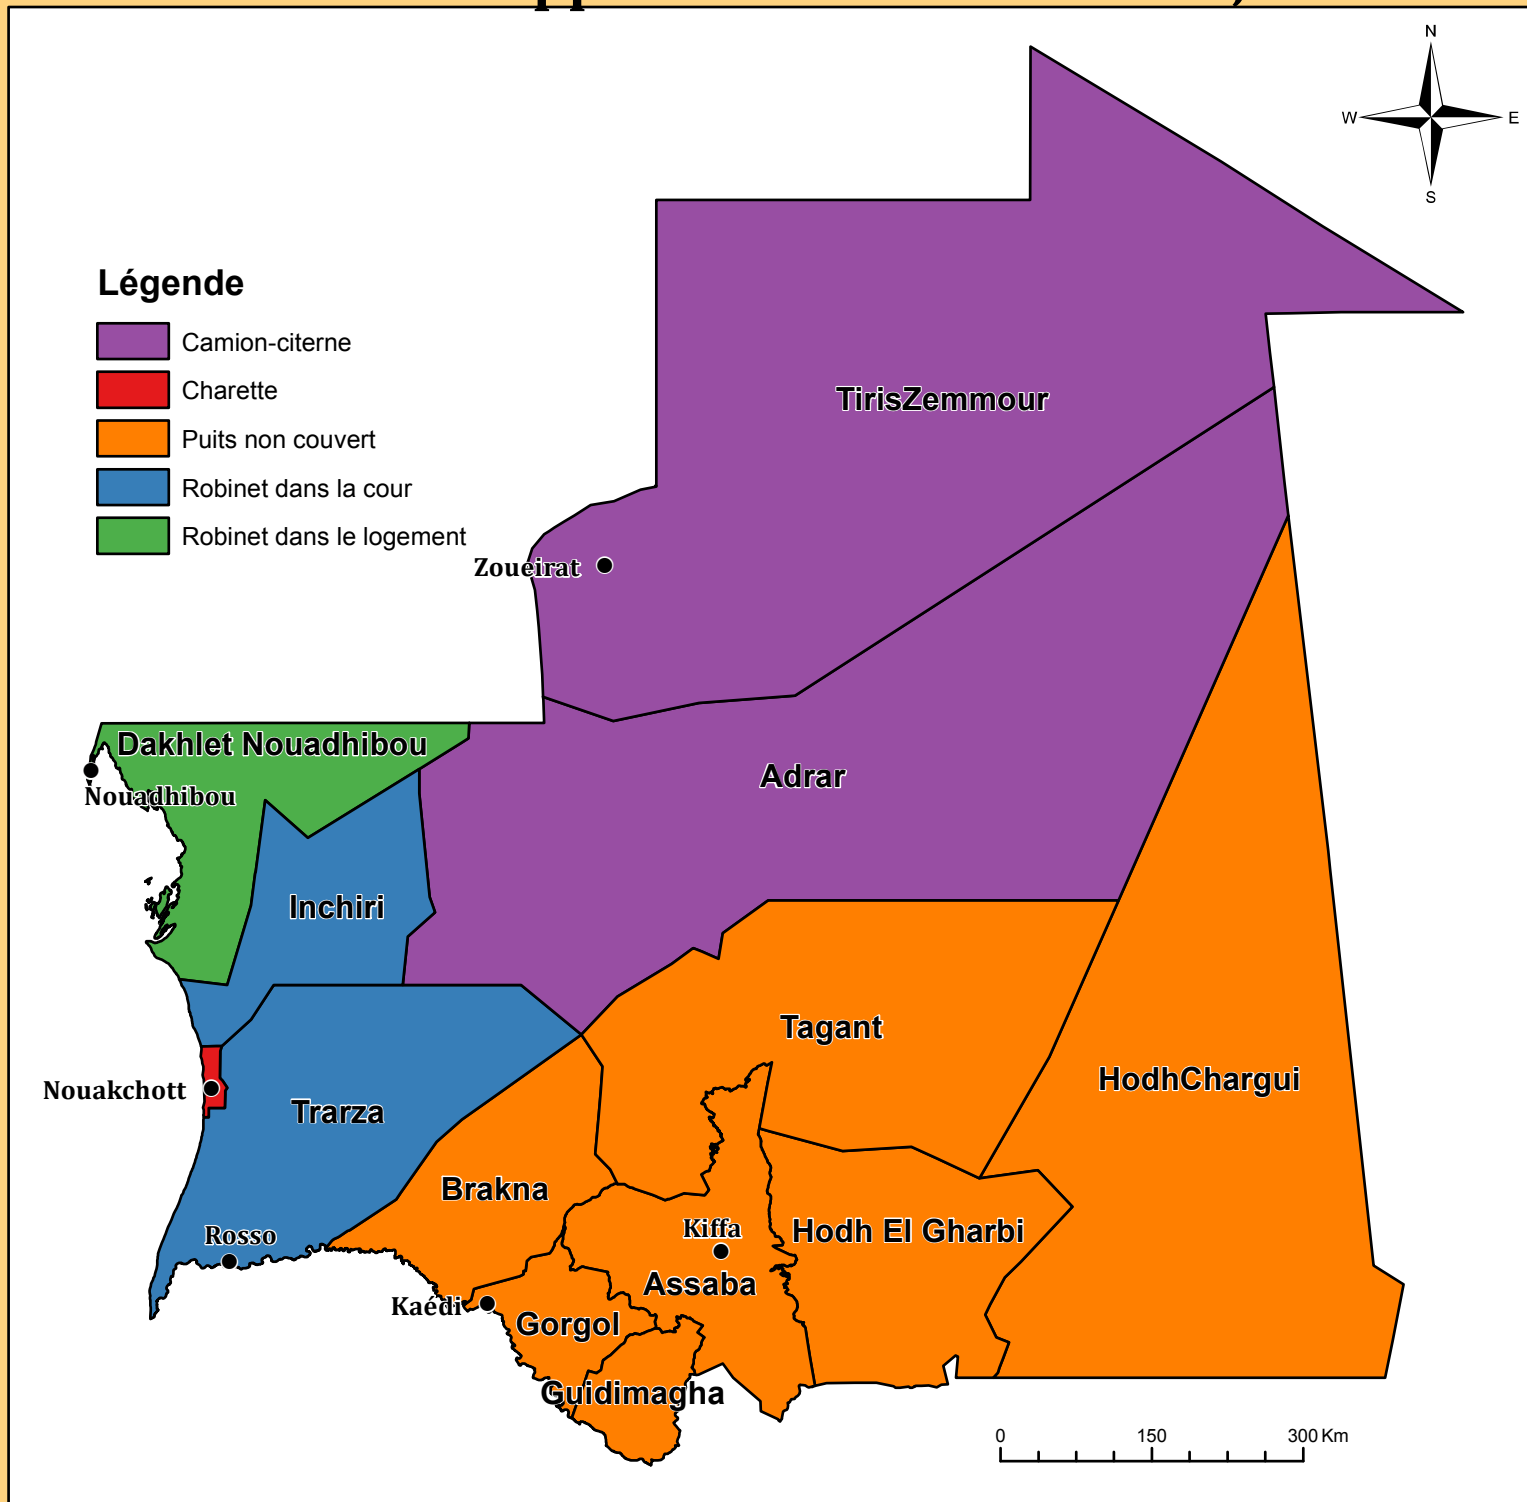 N
W E
S
Légende
Camion-citerne
Charette
Puits non couvert
Robinet dans la cour
Robinet dans le logement
TirisZemmour
Zoueirat
Dakhlet Nouadhibou
Nouadhibou
Adrar
Inchiri
Tagant
HodhChargui
Nouakchott
Trarza
Brakna
Rosso
Kiffa
Hodh El Gharbi
Assaba
Kaédi
Gorgol
Guidimagha
0 150 300 Km